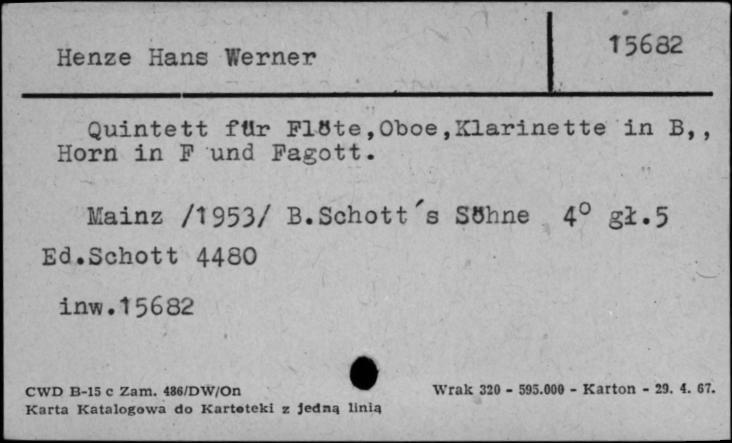 Henze Hans Werner
15682
Quintett für Flöte,Oboe,Klarinette in B,,
Horn in F und Fagott.
Mainz /1953/ B.Schott´s Söhne 4° gł.5
Ed.Schott 4480
inw.15682
CWD B-15 c Zam. 486/DW/On
Wrak 320 - 595.000 - Karton - 29. 4. 67.
Karta Katalogowa do Kartoteki z jedną linią